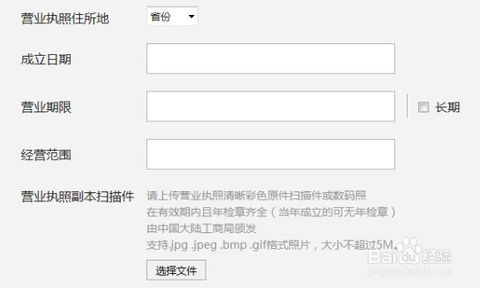 营业执照住所地 省份
成立日期
营业期限 长期
经营范围
营业执照副本扫描件 请上传营业执照清晰彩色原件扫描件或数码照
在有效期内且年检章齐全（当年成立的可无年检章）
由中国大陆工商局颁发
支持.jpg .jpeg .bmp .gif格式照片，大小不超过5M。
选择文件
Baidu 经验
jingyan.baidu.com